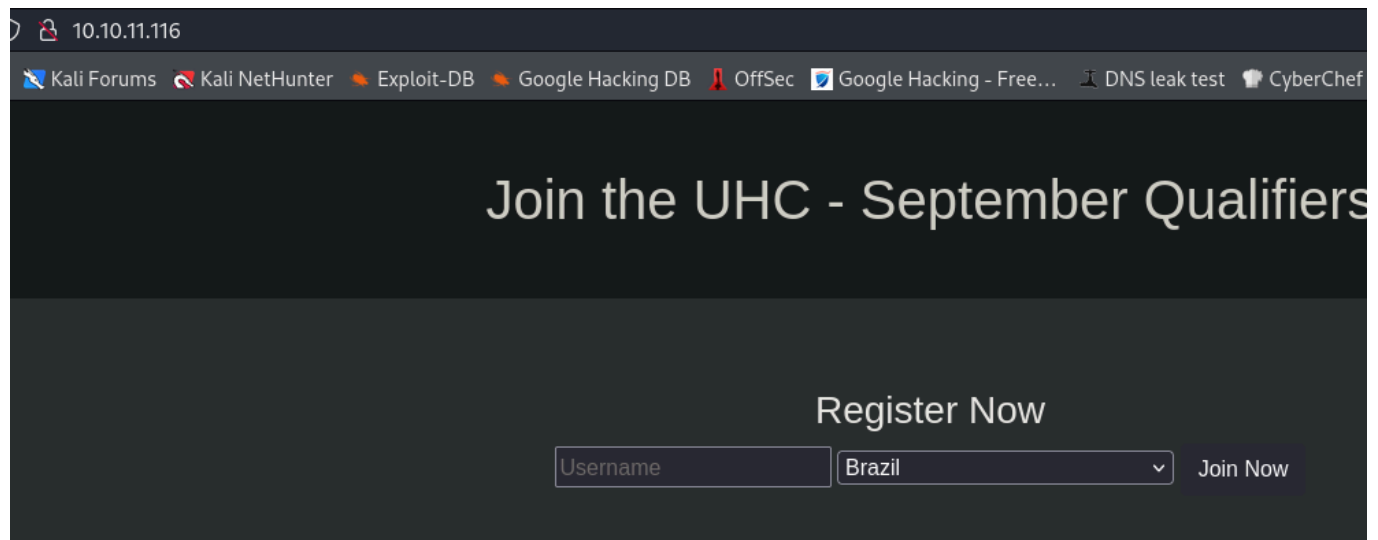 10.10.11.116
Kali Forums Kali NetHunter Exploit-DB Google Hacking DB OffSec Google Hacking - Free... DNS leak test CyberChef
Join the UHC - September Qualifiers
Register Now
Username Brazil Join Now